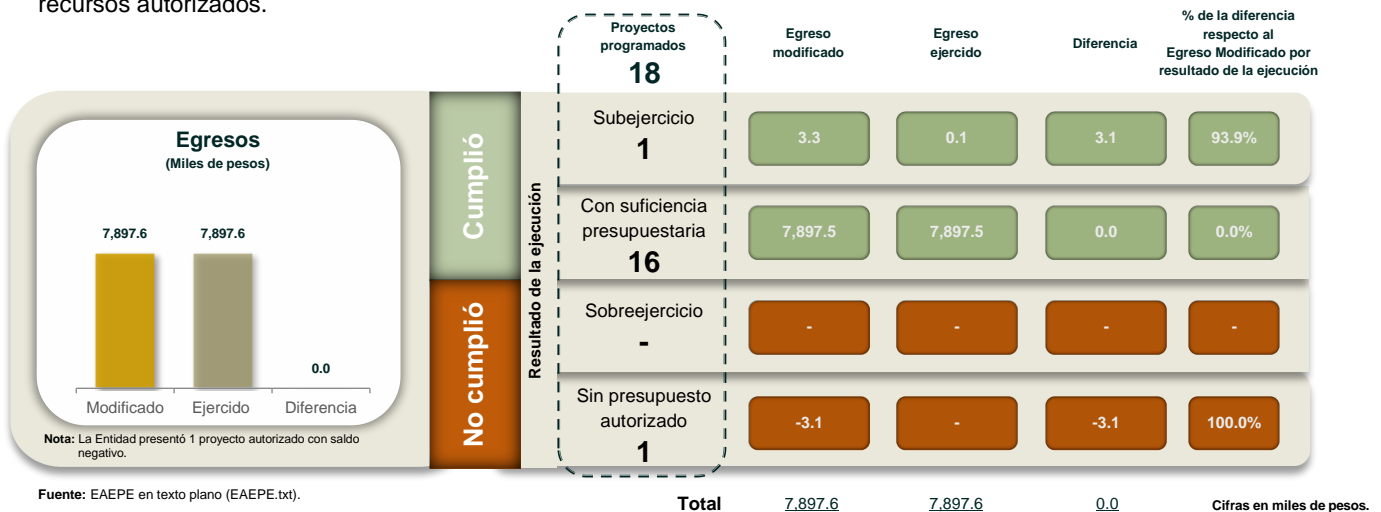 recursos autorizados.
Proyectos
programados
18
Egreso
modificado
Egreso
ejercido
Diferencia
% de la diferencia
respecto al
Egreso Modificado por
resultado de la ejecución
Egresos
(Miles de pesos)
7,897.6
7,897.6
0.0
Modificado
Ejercido
Diferencia
Nota: La Entidad presentó 1 proyecto autorizado con saldo
negativo.
Cumplió
No cumplió
Resultado de la ejecución
Subejercicio
1
3.3
0.1
3.1
93.9%
Con suficiencia
presupuestaria
16
7,897.5
7,897.5
0.0
0.0%
Sobreejercicio
-
-
-
-
-
Sin presupuesto
autorizado
1
-3.1
-
-3.1
100.0%
Fuente: EAEPE en texto plano (EAEPE.txt).
Total
7,897.6
7,897.6
0.0
Cifras en miles de pesos.